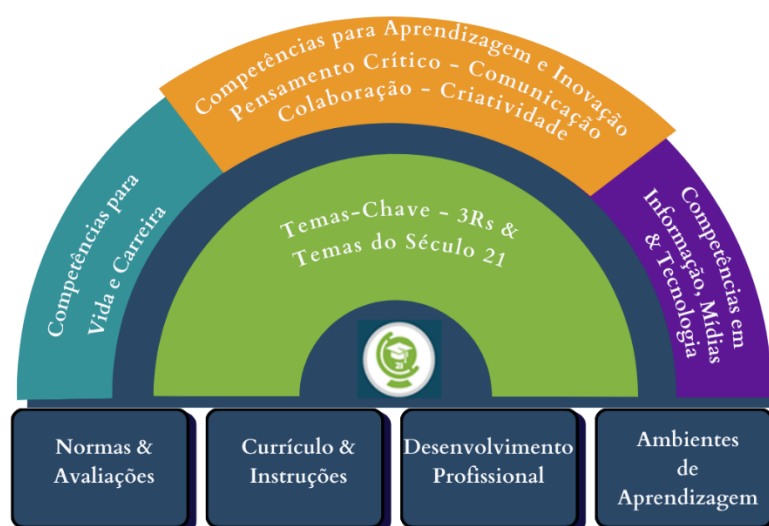 Competências para Aprendizagem e Inovação
Pensamento Crítico - Comunicação
Colaboração - Criatividade
Competências para
Vida e Carreira
Temas-Chave - 3Rs &
Temas do Século 21
Competências em
Informação, Mídias
& Tecnologia
21
Normas &
Avaliações
Currículo &
Instruções
Desenvolvimento
Profissional
Ambientes
de
Aprendizagem